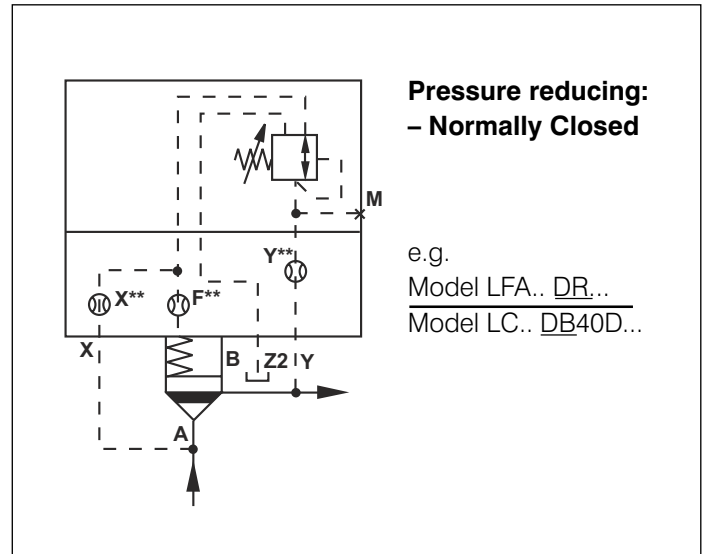 Pressure reducing:
– Normally Closed
M
Y**
X**
F**
e.g.
Model LFA.. DR...
Model LC.. DB40D...
X
B
Z2
Y
A